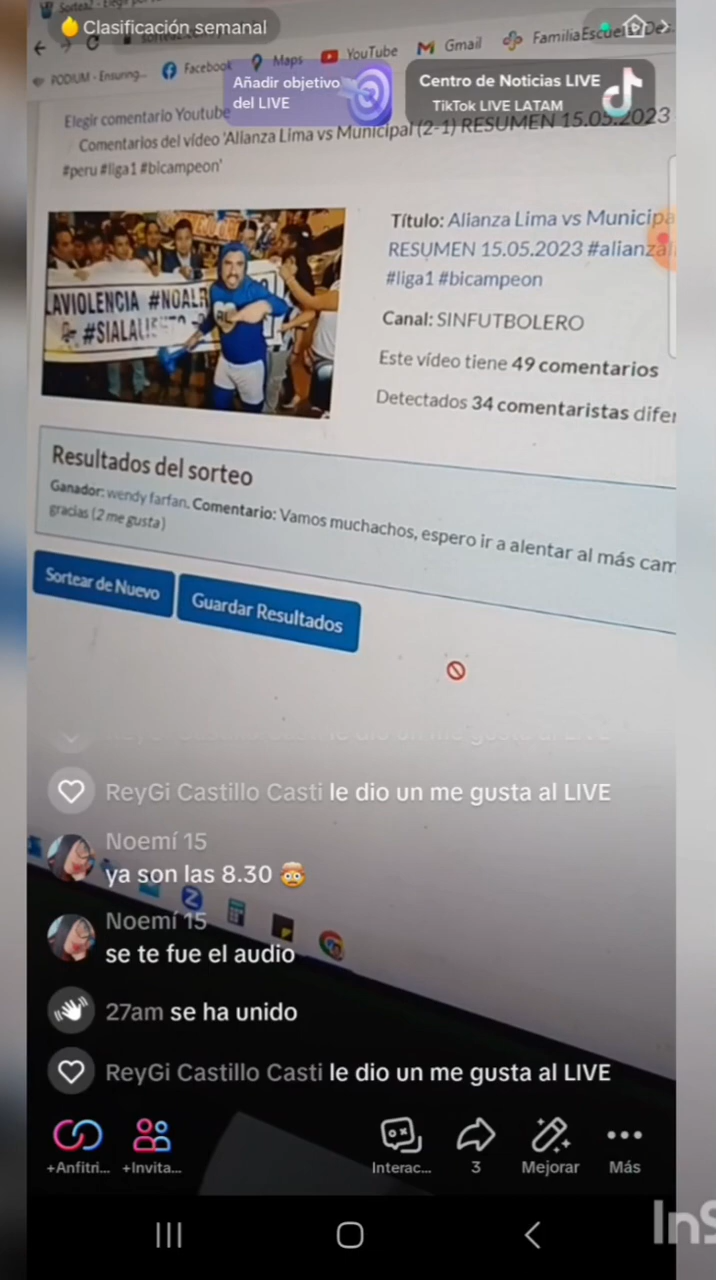 Clasificación semanal
Añadir objetivo
del LIVE
Centro de Noticias LIVE
TikTok LIVE LATAM
PODIUM - Ensuring...
Facebook
Maps
YouTube
Gmail
Elegir comentario Youtube
Comentarios del vídeo 'Alianza Lima vs Municipal (2-1) RESUMEN 15.05.2023
#peru #liga1 #bicampeon'
Título: Alianza Lima vs Municipa
RESUMEN 15.05.2023 #alianzal
#liga1 #bicampeon
Canal: SINFUTBOLERO
Este vídeo tiene 49 comentarios
Detectados 34 comentaristas difer
LAVIOLENCIA #NOALR
Resultados del sorteo
Ganador: wendy farfan. Comentario: Vamos muchachos, espero ir a alentar al más cam
gracias (2 me gusta)
Sortear de Nuevo
Guardar Resultados
ReyGi Castillo Casti le dio un me gusta al LIVE
Noemí 15
ya son las 8.30 🤯
Noemí 15
se te fue el audio
27am se ha unido
ReyGi Castillo Casti le dio un me gusta al LIVE
+Anfitri...
+Invita...
Interac...
3
Mejorar
Más
InS